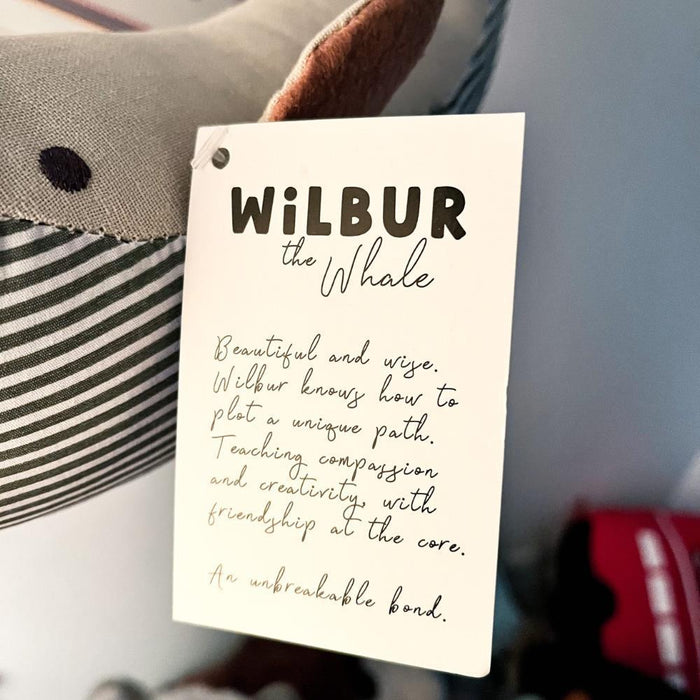 WiLBUR
the Whale
Beautiful and wise.
Wilbur knows how to
plot a unique path.
Teaching compassion
and creativity, with
friendship at the core.
An unbreakable bond.